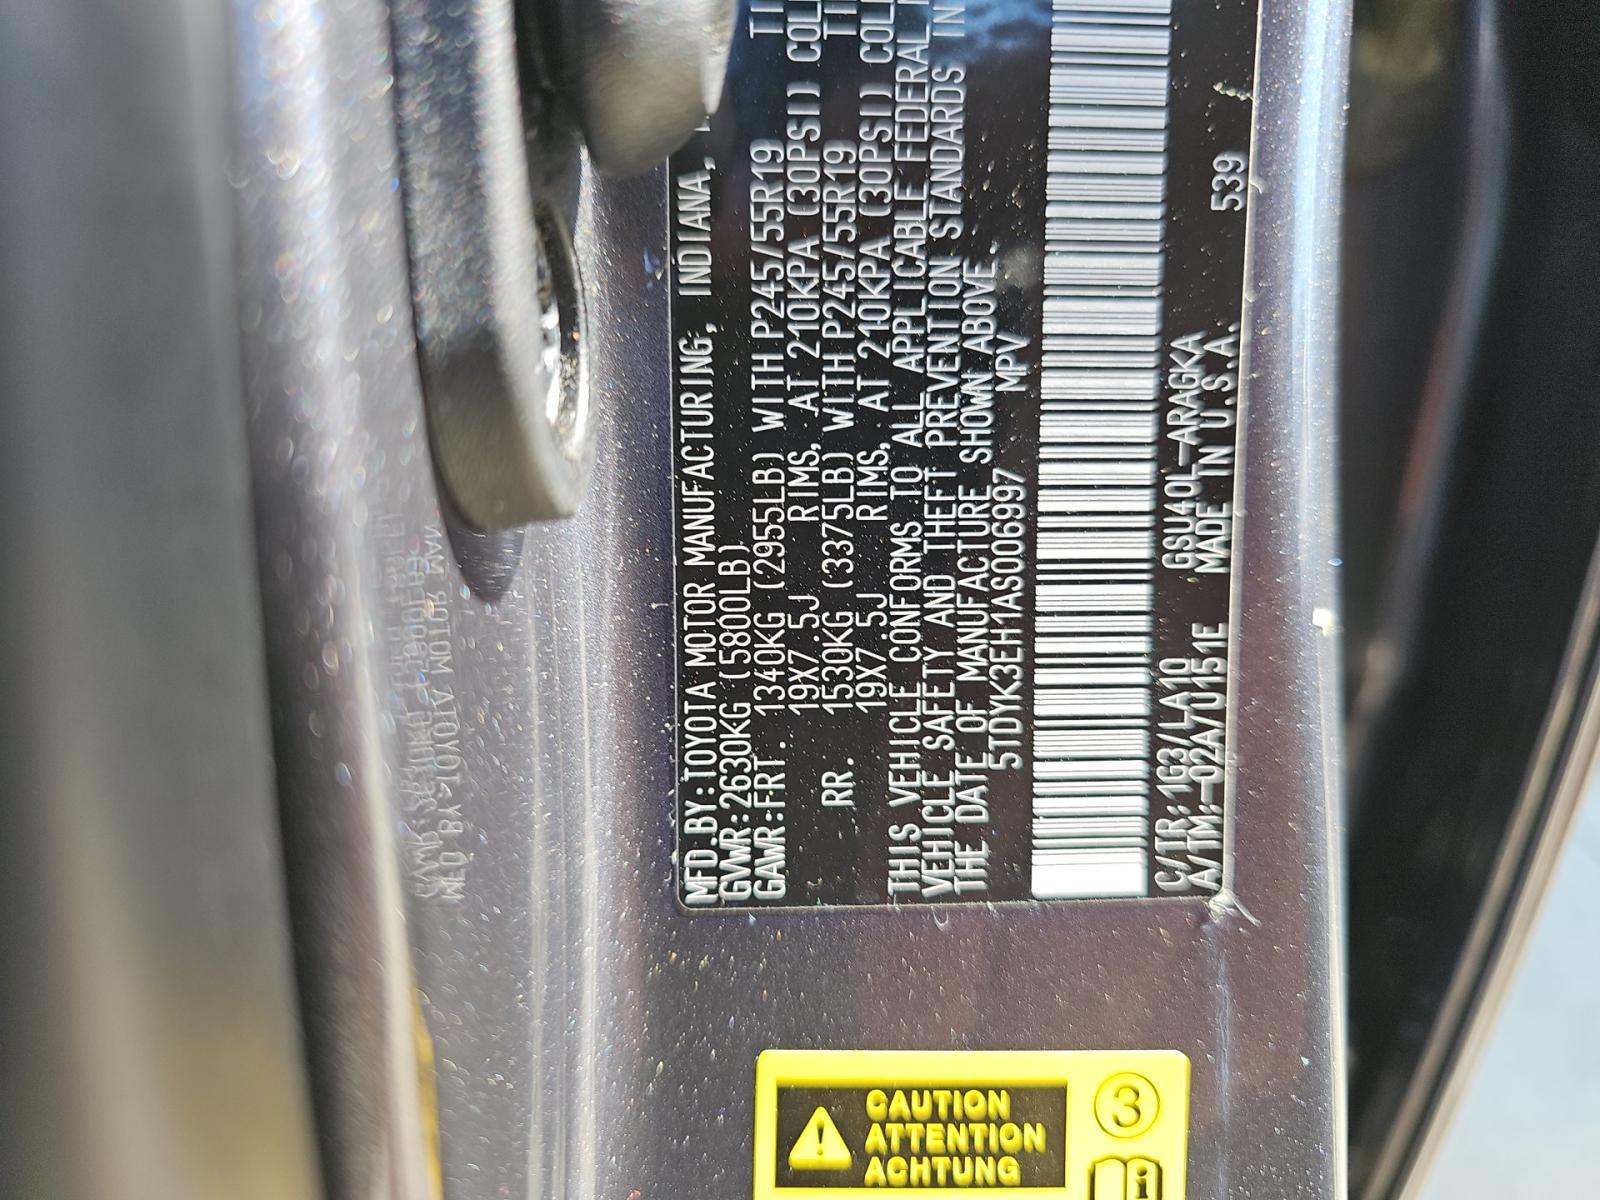 MFD.BY:TOYOTA MOTOR MANUFACTURING, INDIANA,
GVWR:2630KG (5800LB)
GAWR:FRT. 1340KG (2955LB) WITH P245/55R19
19X7.5J RIMS, AT 210KPA (30PSI) COL
RR. 1530KG (3375LB) WITH P245/55R19
19X7.5J RIMS, AT 210KPA (30PSI) COL
THIS VEHICLE CONFORMS TO ALL APPLICABLE FEDERAL
VEHICLE SAFETY AND THEFT PREVENTION STANDARDS IN
THE DATE OF MANUFACTURE SHOWN ABOVE.
5TDYK3EH1AS006997 MPV
C/TR:1G3/LA10 GSU40L-ARAGKA
A/TM:-02A/U151E MADE IN U.S.A. 539
CAUTION
ATTENTION
ACHTUNG
3
i